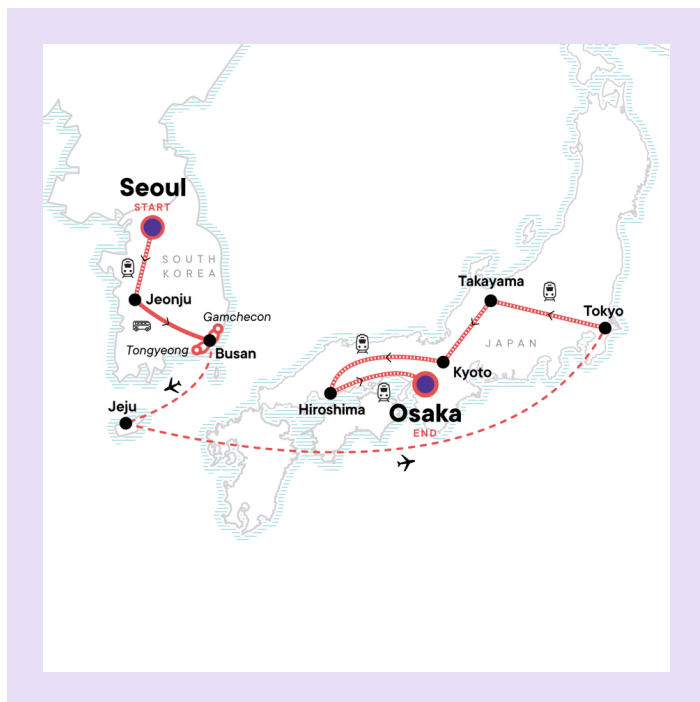 Seoul
START
SOUTH
KOREA
Jeonju
Gamchecon
Tongyeong
Busan
Jeju
Takayama
Tokyo
JAPAN
Kyoto
Hiroshima
Osaka
END